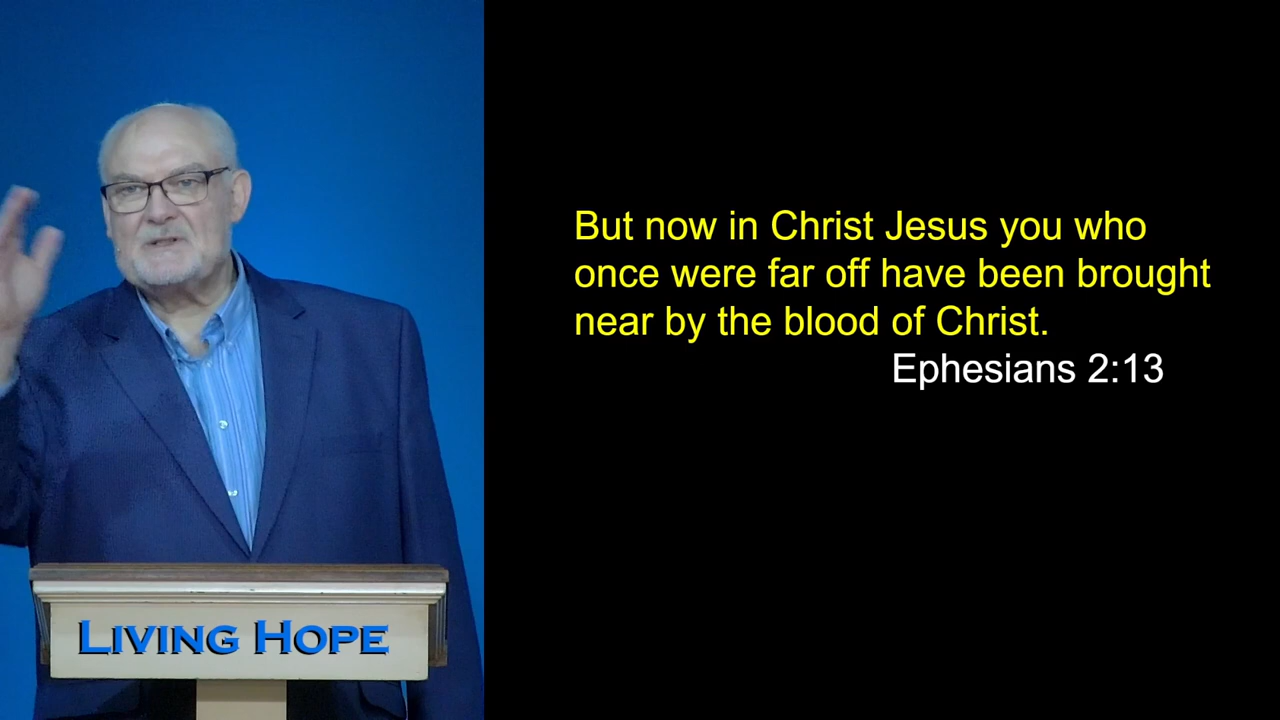 But now in Christ Jesus you who
once were far off have been brought
near by the blood of Christ.
Ephesians 2:13
LIVING HOPE